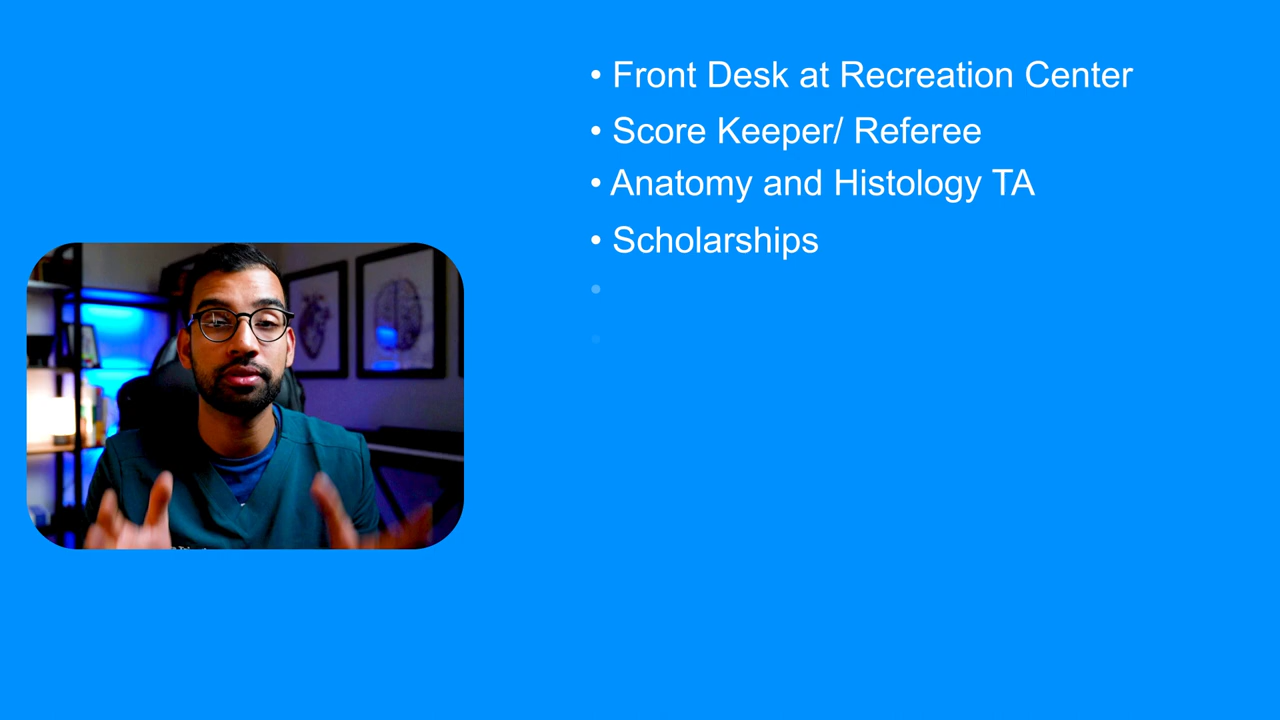 • Front Desk at Recreation Center
• Score Keeper/ Referee
• Anatomy and Histology TA
• Scholarships